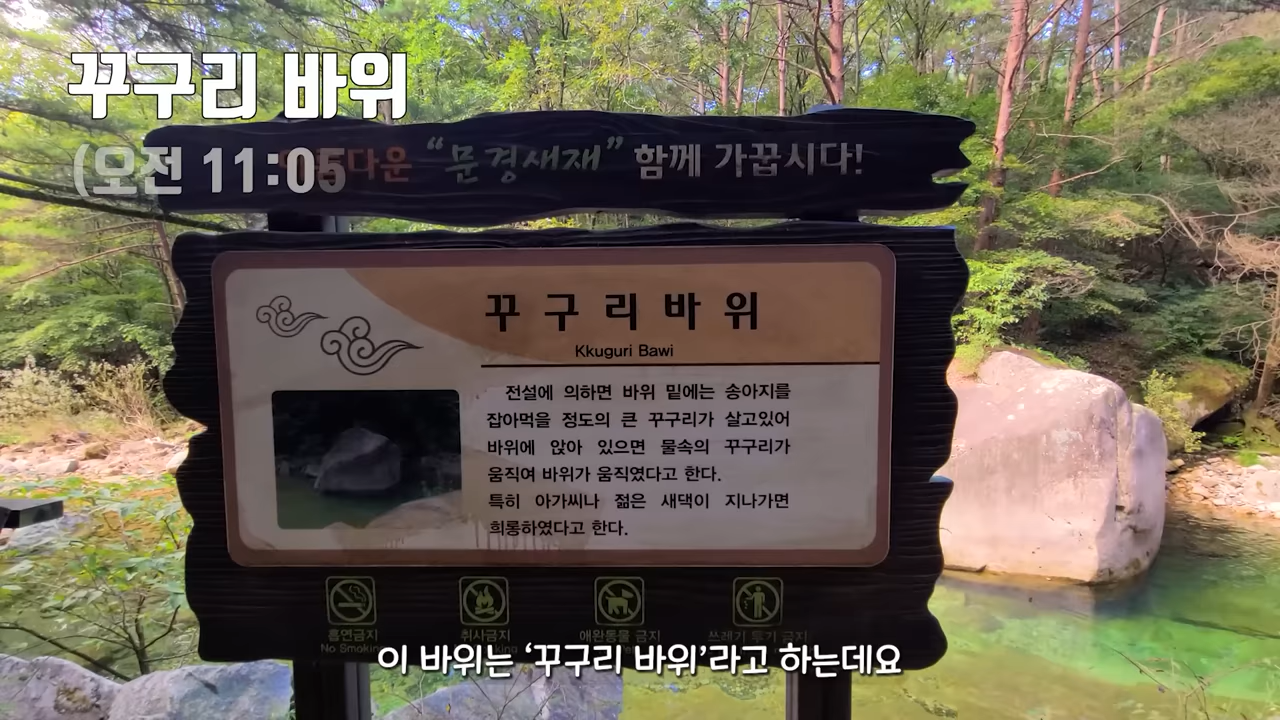 꾸구리 바위
(오전 11:05
다운 “문경새재” 함께 가꿉시다!
꾸구리바위
Kkuguri Bawi
전설에 의하면 바위 밑에는 송아지를
잡아먹을 정도의 큰 꾸구리가 살고있어
바위에 앉아 있으면 물속의 꾸구리가
움직여 바위가 움직였다고 한다.
특히 아가씨나 젊은 새댁이 지나가면
희롱하였다고 한다.
흡연금지 취사금지 애완동물 금지 쓰레기 투기 금지
No Smoking
이 바위는 ‘꾸구리 바위’라고 하는데요